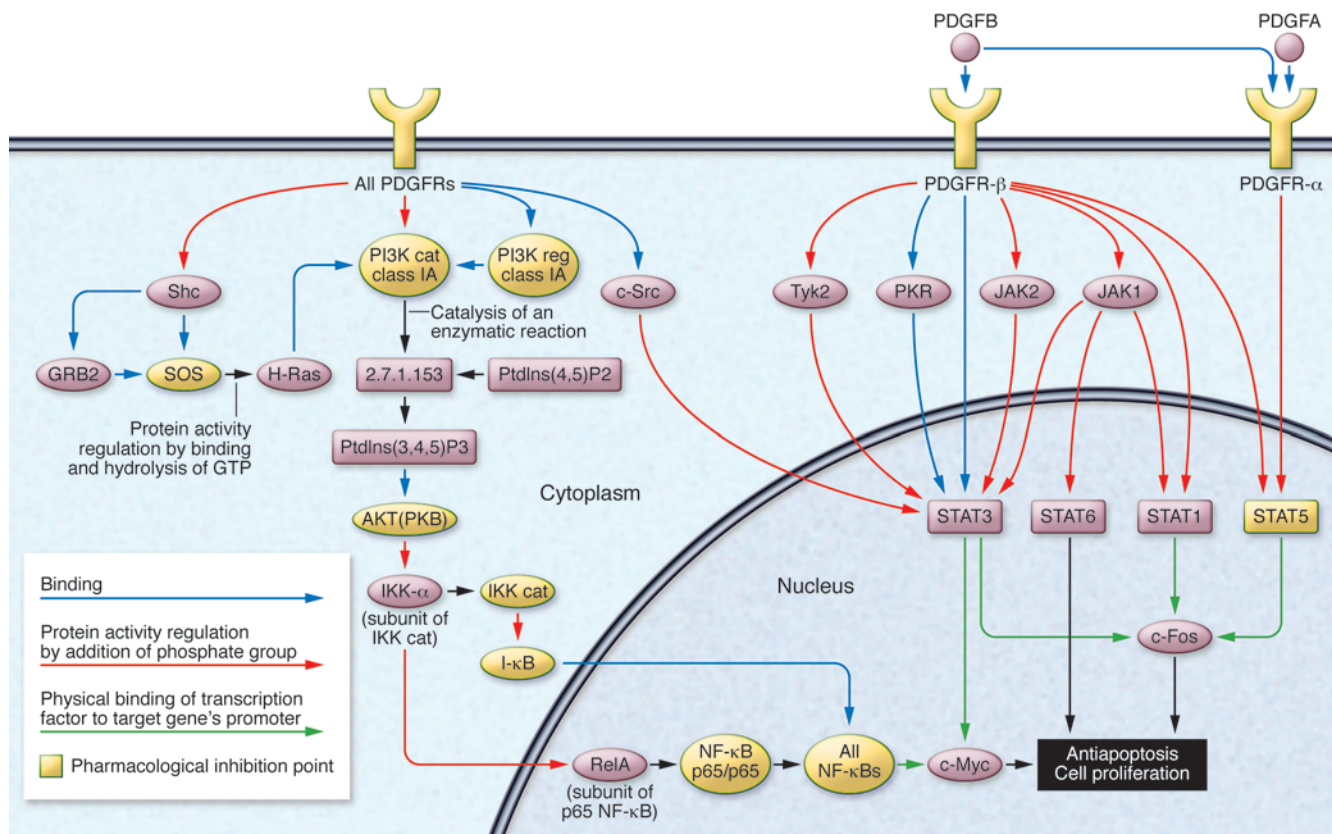 PDGFB
PDGFA
All PDGFRs
PDGFR-β
PDGFR-α
PI3K cat
class IA
PI3K reg
class IA
Shc
c-Src
Tyk2
PKR
JAK2
JAK1
Catalysis of an
enzymatic reaction
GRB2
SOS
H-Ras
2.7.1.153
PtdIns(4,5)P2
Protein activity
regulation by binding
and hydrolysis of GTP
PtdIns(3,4,5)P3
Cytoplasm
AKT(PKB)
STAT3
STAT6
STAT1
STAT5
Nucleus
IKK-α
(subunit of
IKK cat)
IKK cat
I-κB
c-Fos
RelA
(subunit of
p65 NF-κB)
NF-κB
p65/p65
All
NF-κBs
c-Myc
Antiapoptosis
Cell proliferation
Binding
Protein activity regulation
by addition of phosphate group
Physical binding of transcription
factor to target gene's promoter
Pharmacological inhibition point